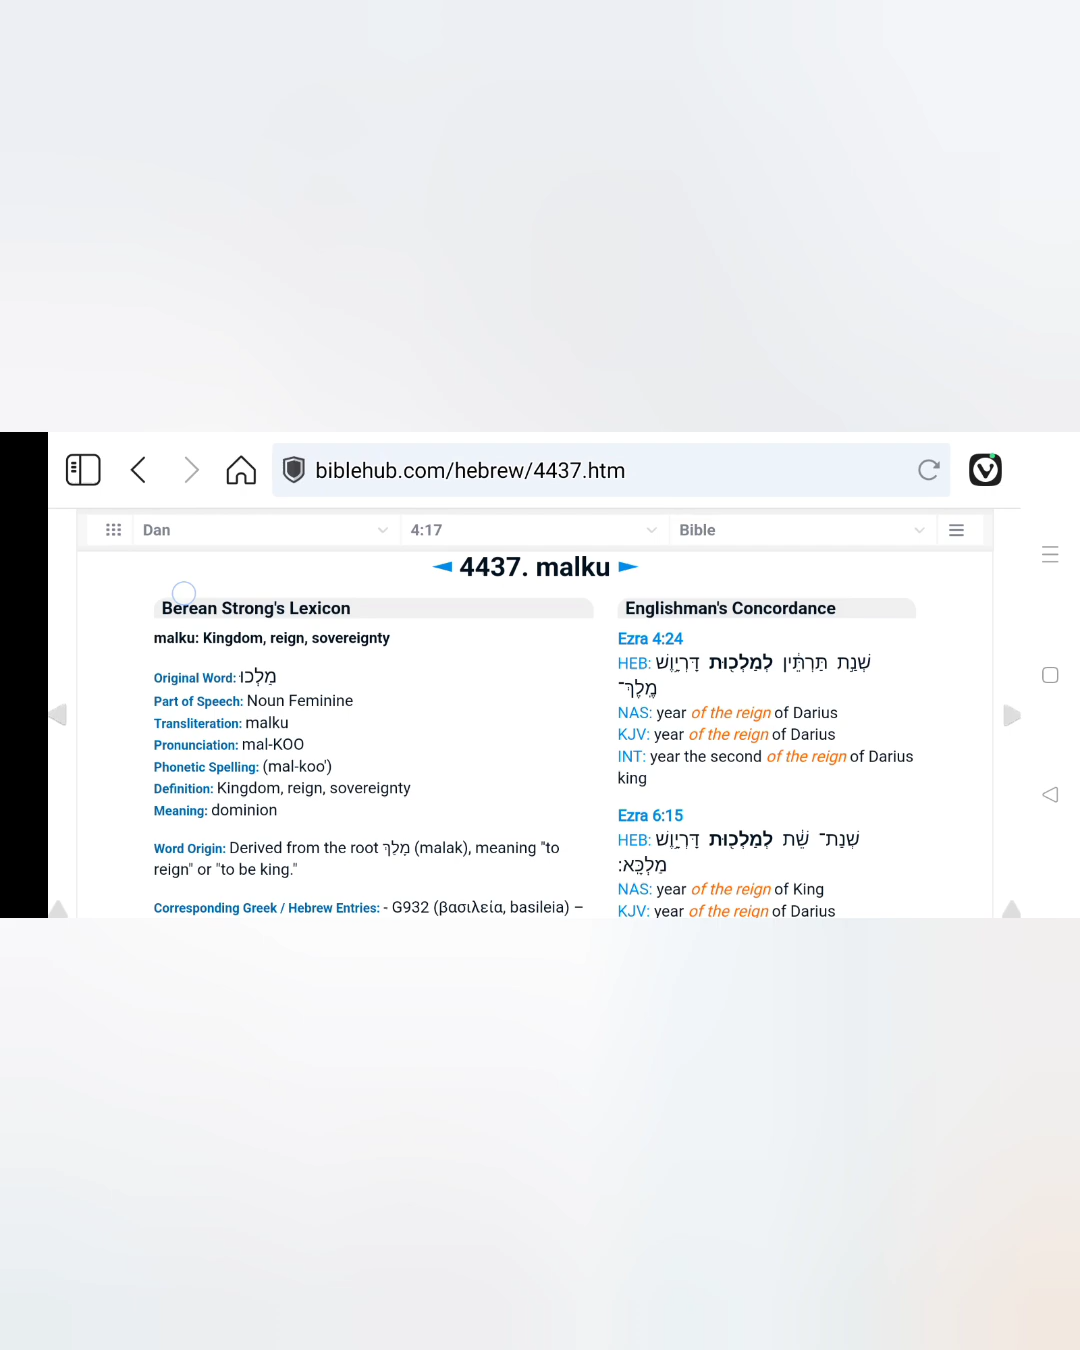 biblehub.com/hebrew/4437.htm
Dan
4:17
Bible
4437. malku
Berean Strong's Lexicon
malku: Kingdom, reign, sovereignty
Original Word: מַלְכוּ
Part of Speech: Noun Feminine
Transliteration: malku
Pronunciation: mal-KOO
Phonetic Spelling: (mal-koo')
Definition: Kingdom, reign, sovereignty
Meaning: dominion
Word Origin: Derived from the root מָלַךְ (malak), meaning "to
reign" or "to be king."
Corresponding Greek / Hebrew Entries: - G932 (βασιλεία, basileia) –
Englishman's Concordance
Ezra 4:24
HEB: שְׁנַ֣ת תַּרְתֵּ֔ין לְמַלְכ֖וּת דָּרְיָ֥וֶשׁ
מֶֽלֶךְ־
NAS: year of the reign of Darius
KJV: year of the reign of Darius
INT: year the second of the reign of Darius
king
Ezra 6:15
HEB: שְׁנַת־ שֵׁ֔ת לְמַלְכ֖וּת דָּרְיָ֥וֶשׁ
מַלְכָּֽא׃
NAS: year of the reign of King
KJV: year of the reign of Darius